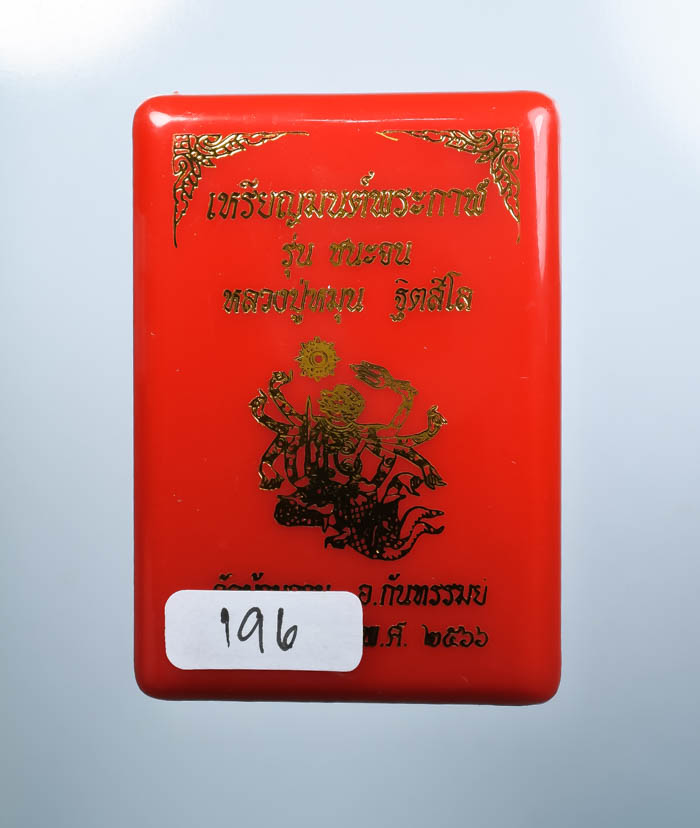 เหรียญมนต์พระกาฬ
รุ่น ชนะจน
หลวงปู่หมุน ฐิตสีโล
อ.กันทรรมย์
พ.ศ. ๒๕๖๖
196